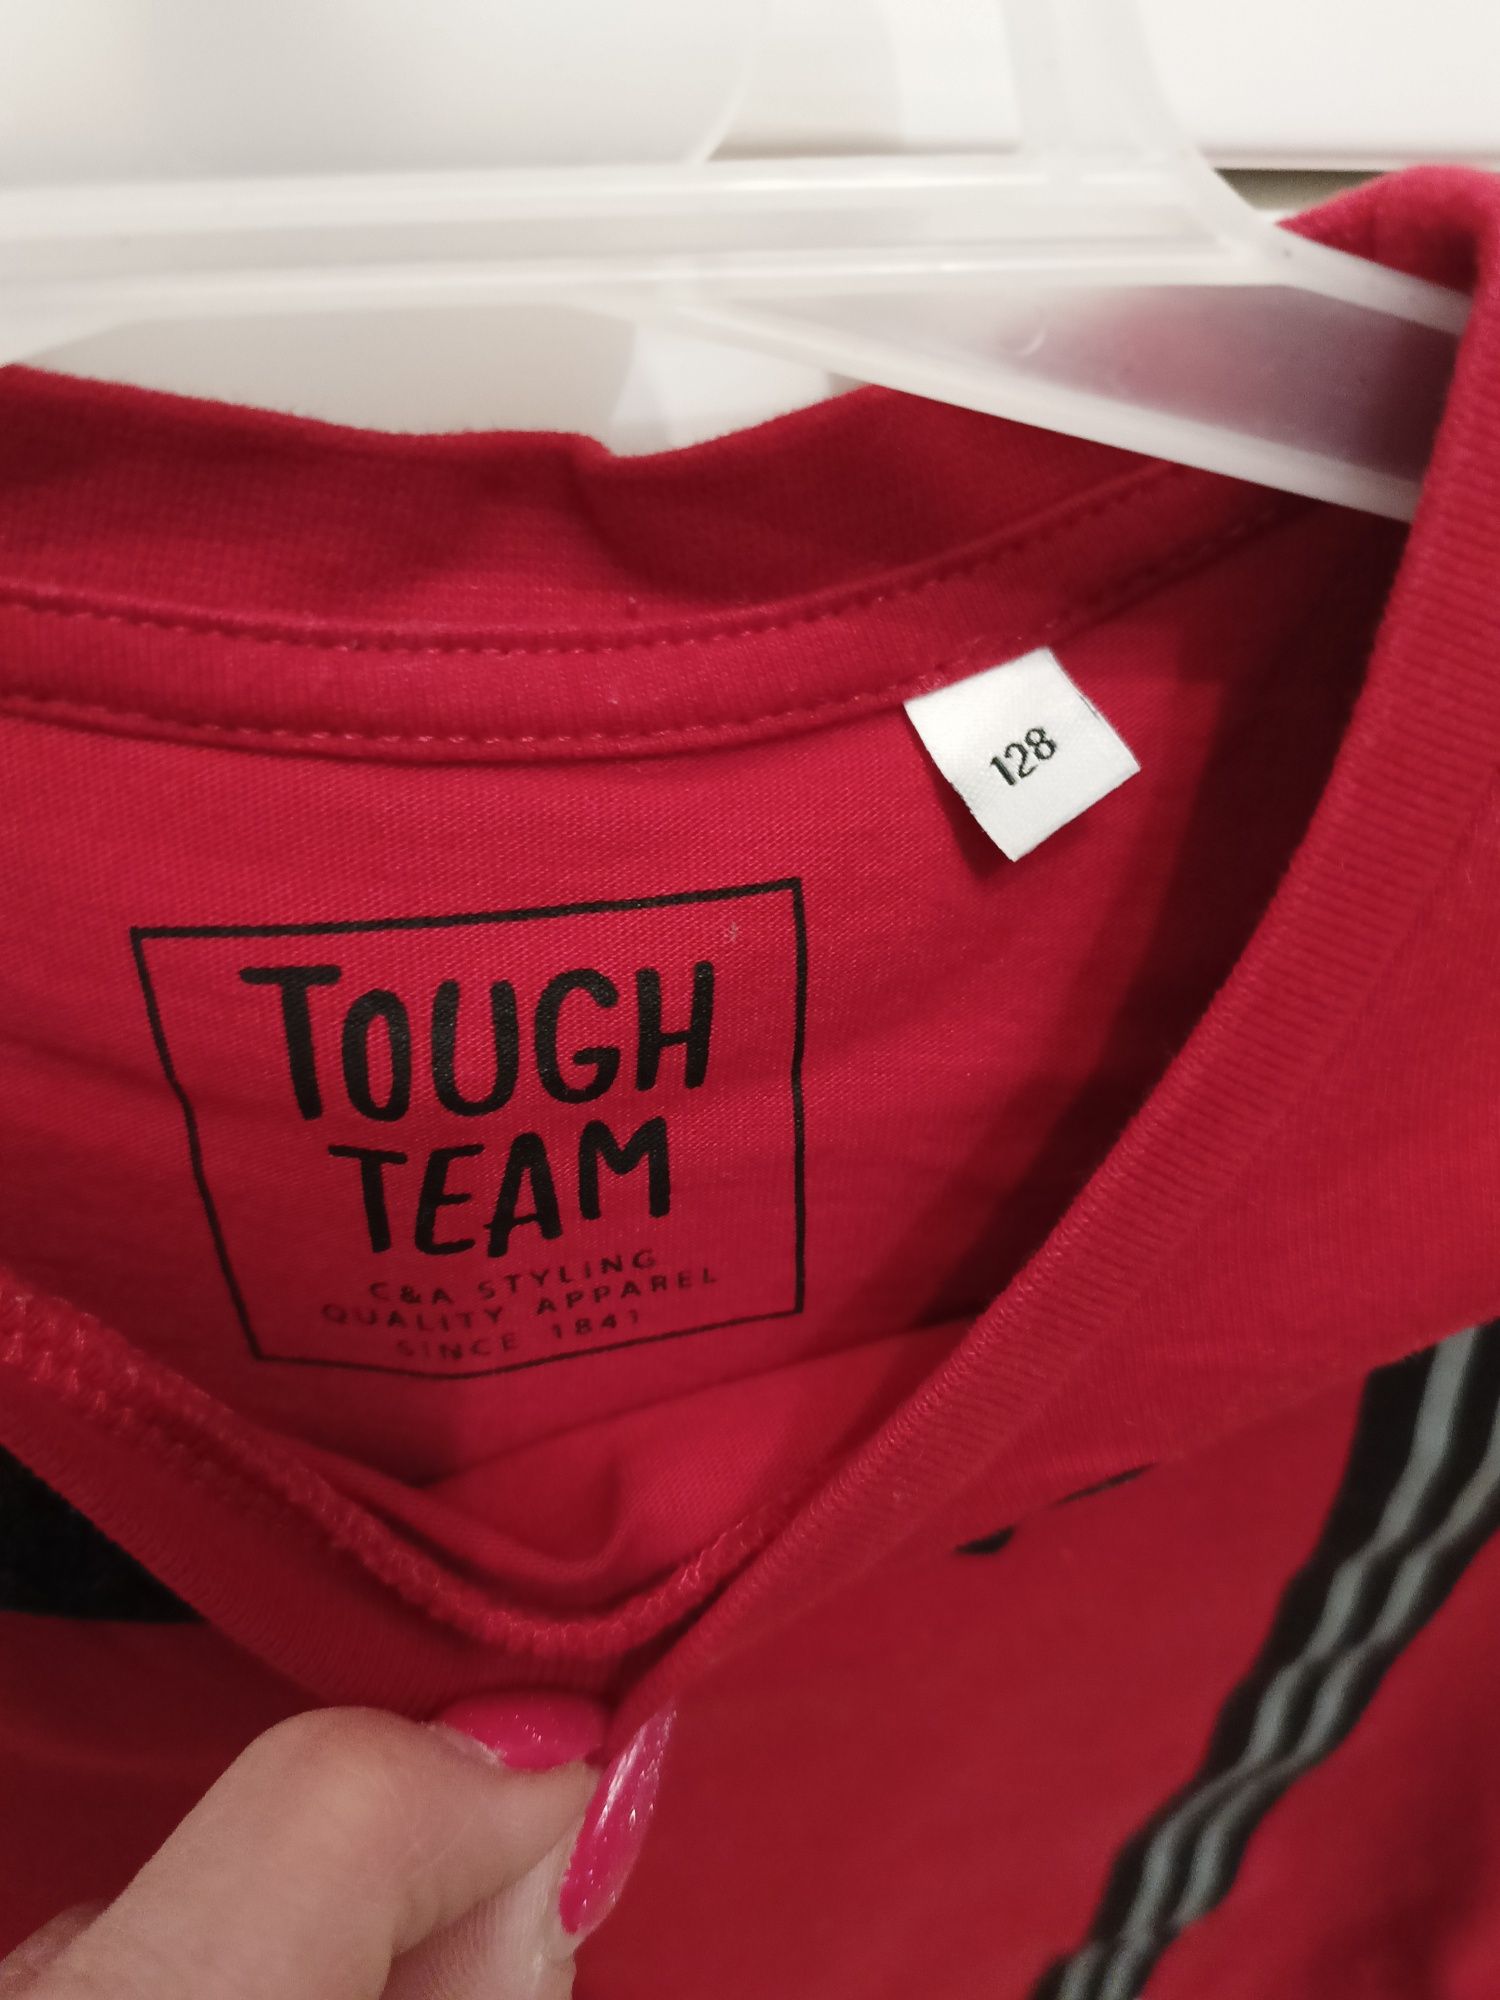 128
TOUGH
TEAM
C&A STYLING
QUALITY APPAREL
SINCE 1841